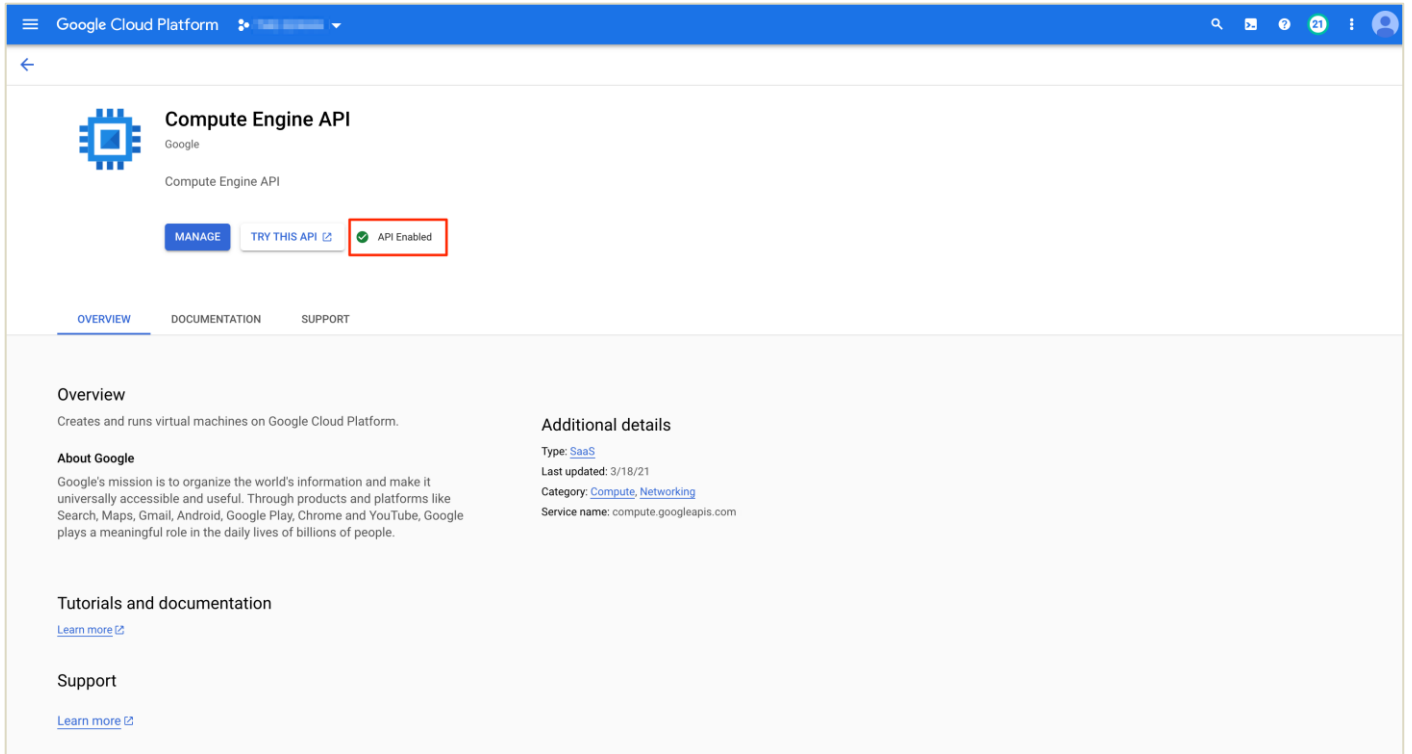 Google Cloud Platform
21
Compute Engine API
Google
Compute Engine API
MANAGE
TRY THIS API
API Enabled
OVERVIEW
DOCUMENTATION
SUPPORT
Overview
Creates and runs virtual machines on Google Cloud Platform.
About Google
Google's mission is to organize the world's information and make it
universally accessible and useful. Through products and platforms like
Search, Maps, Gmail, Android, Google Play, Chrome and YouTube, Google
plays a meaningful role in the daily lives of billions of people.
Additional details
Type: SaaS
Last updated: 3/18/21
Category: Compute, Networking
Service name: compute.googleapis.com
Tutorials and documentation
Learn more
Support
Learn more